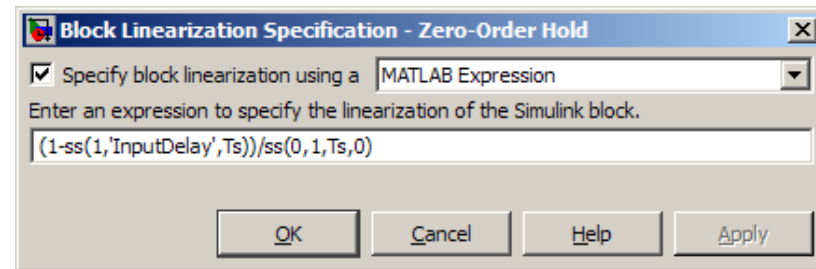 Block Linearization Specification - Zero-Order Hold
Specify block linearization using a MATLAB Expression
Enter an expression to specify the linearization of the Simulink block.
(1-ss(1,'InputDelay',Ts))/ss(0,1,Ts,0)
OK Cancel Help Apply